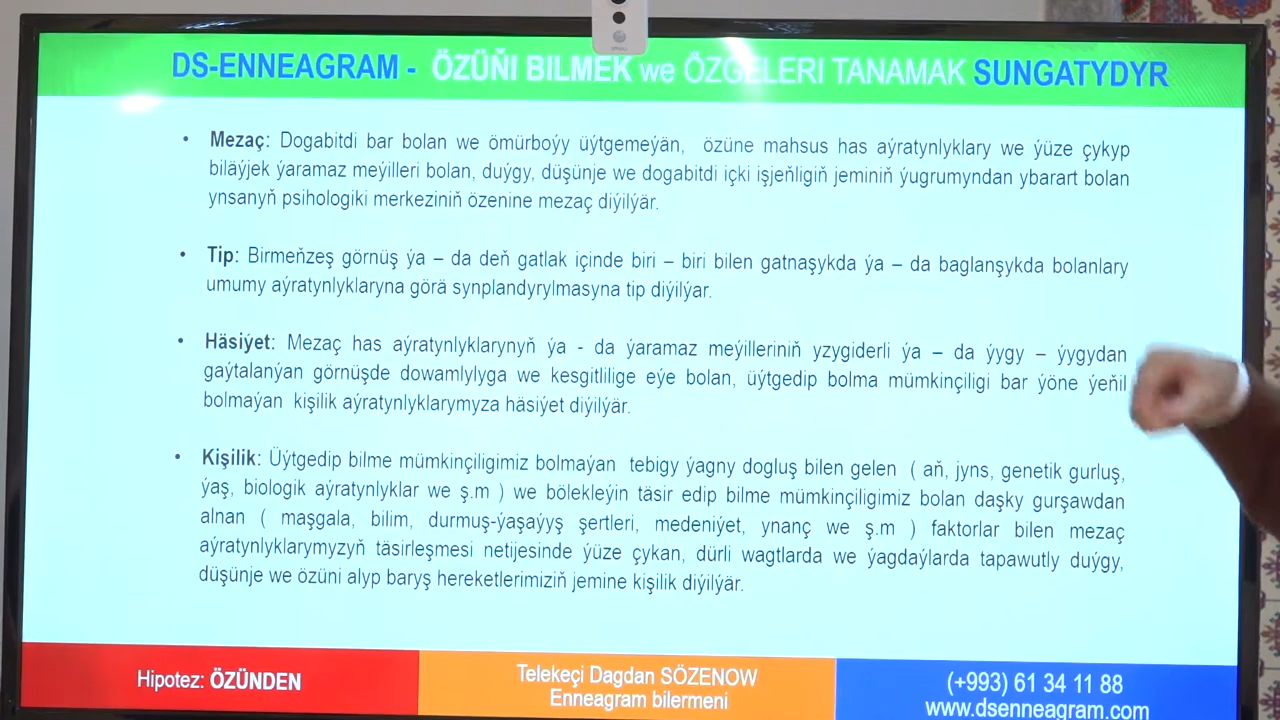 DS-ENNEAGRAM - ÖZÜŇI BILMEK we ÖZGELERI TANAMAK SUNGATYDYR
• Mezaç: Dogabitdi bar bolan we ömürboýy üýtgemeýän, özüne mahsus has aýratynlyklary we ýüze çykyp
biläýjek ýaramaz meýilleri bolan, duýgy, düşünje we dogabitdi içki işjeňligiň jeminiň ýugrumyndan ybarart bolan
ynsanyň psihologiki merkeziniň özenine mezaç diýilýär.
• Tip: Birmeňzeş görnüş ýa – da deň gatlak içinde biri – biri bilen gatnaşykda ýa – da baglanşykda bolanlary
umumy aýratynlyklaryna görä synplandyrylmasyna tip diýilýar.
• Häsiýet: Mezaç has aýratynlyklarynyň ýa - da ýaramaz meýilleriniň yzygiderli ýa – da ýygy – ýygydan
gaýtalanýan görnüşde dowamlylyga we kesgitlilige eýe bolan, üýtgedip bolma mümkinçiligi bar ýöne ýeňil
bolmaýan kişilik aýratynlyklarymyza häsiýet diýilýär.
• Kişilik: Üýtgedip bilme mümkinçiligimiz bolmaýan tebigy ýagny dogluş bilen gelen ( aň, jyns, genetik gurluş,
ýaş, biologik aýratynlyklar we ş.m ) we bölekleýin täsir edip bilme mümkinçiligimiz bolan daşky gurşawdan
alnan ( maşgala, bilim, durmuş-ýaşaýyş şertleri, medeniýet, ynanç we ş.m ) faktorlar bilen mezaç
aýratynlyklarymyzyň täsirleşmesi netijesinde ýüze çykan, dürli wagtlarda we ýagdaýlarda tapawutly duýgy,
düşünje we özüni alyp baryş hereketlerimiziň jemine kişilik diýilýär.
Hipotez: ÖZÜNDEN
Telekeçi Dagdan SÖZENOW
Enneagram bilermeni
(+993) 61 34 11 88
www.dsenneagram.com